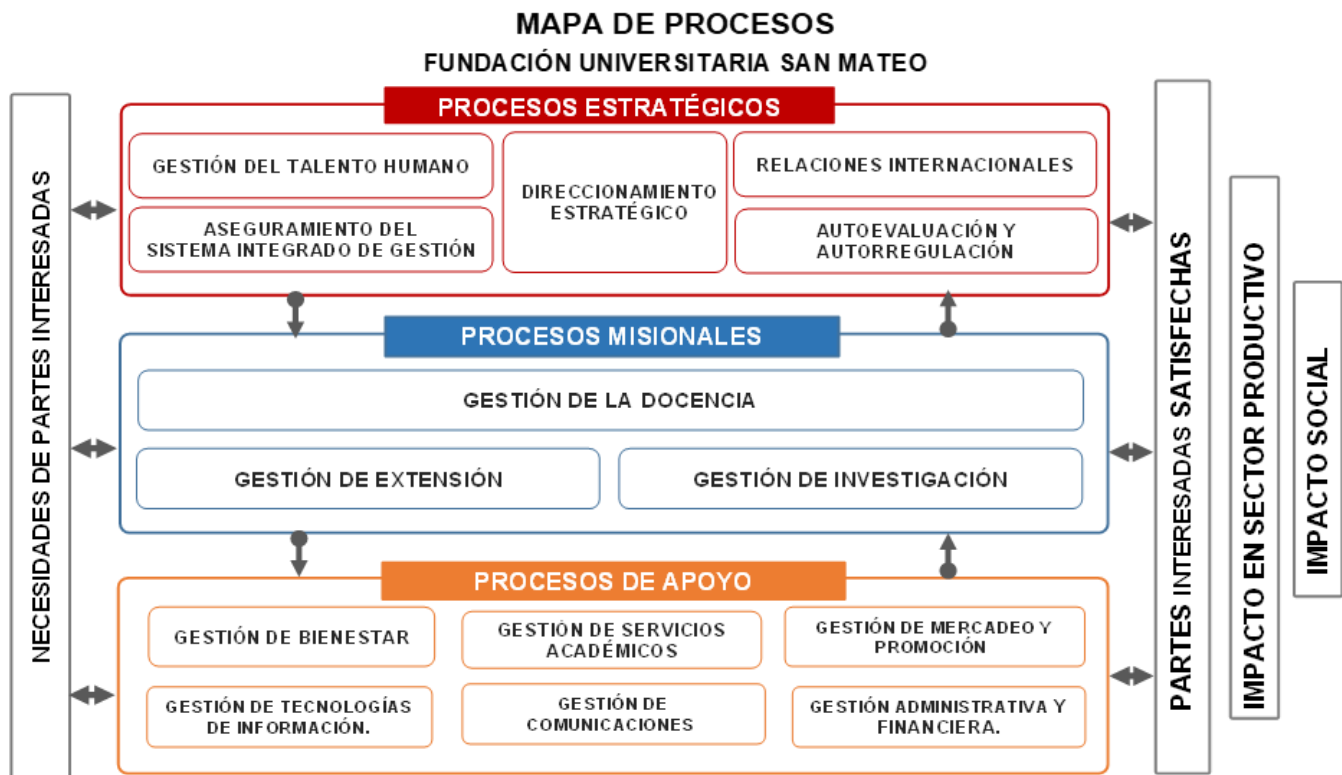 MAPA DE PROCESOS
FUNDACIÓN UNIVERSITARIA SAN MATEO
NECESIDADES DE PARTES INTERESADAS
PROCESOS ESTRATÉGICOS
GESTIÓN DEL TALENTO HUMANO
ASEGURAMIENTO DEL
SISTEMA INTEGRADO DE GESTIÓN
DIRECCIONAMIENTO
ESTRATÉGICO
RELACIONES INTERNACIONALES
AUTOEVALUACIÓN Y
AUTORREGULACIÓN
PROCESOS MISIONALES
GESTIÓN DE LA DOCENCIA
GESTIÓN DE EXTENSIÓN
GESTIÓN DE INVESTIGACIÓN
PROCESOS DE APOYO
GESTIÓN DE BIENESTAR
GESTIÓN DE SERVICIOS
ACADÉMICOS
GESTIÓN DE MERCADEO Y
PROMOCIÓN
GESTIÓN DE TECNOLOGÍAS
DE INFORMACIÓN.
GESTIÓN DE
COMUNICACIONES
GESTIÓN ADMINISTRATIVA Y
FINANCIERA.
PARTES INTERESADAS SATISFECHAS
IMPACTO EN SECTOR PRODUCTIVO
IMPACTO SOCIAL